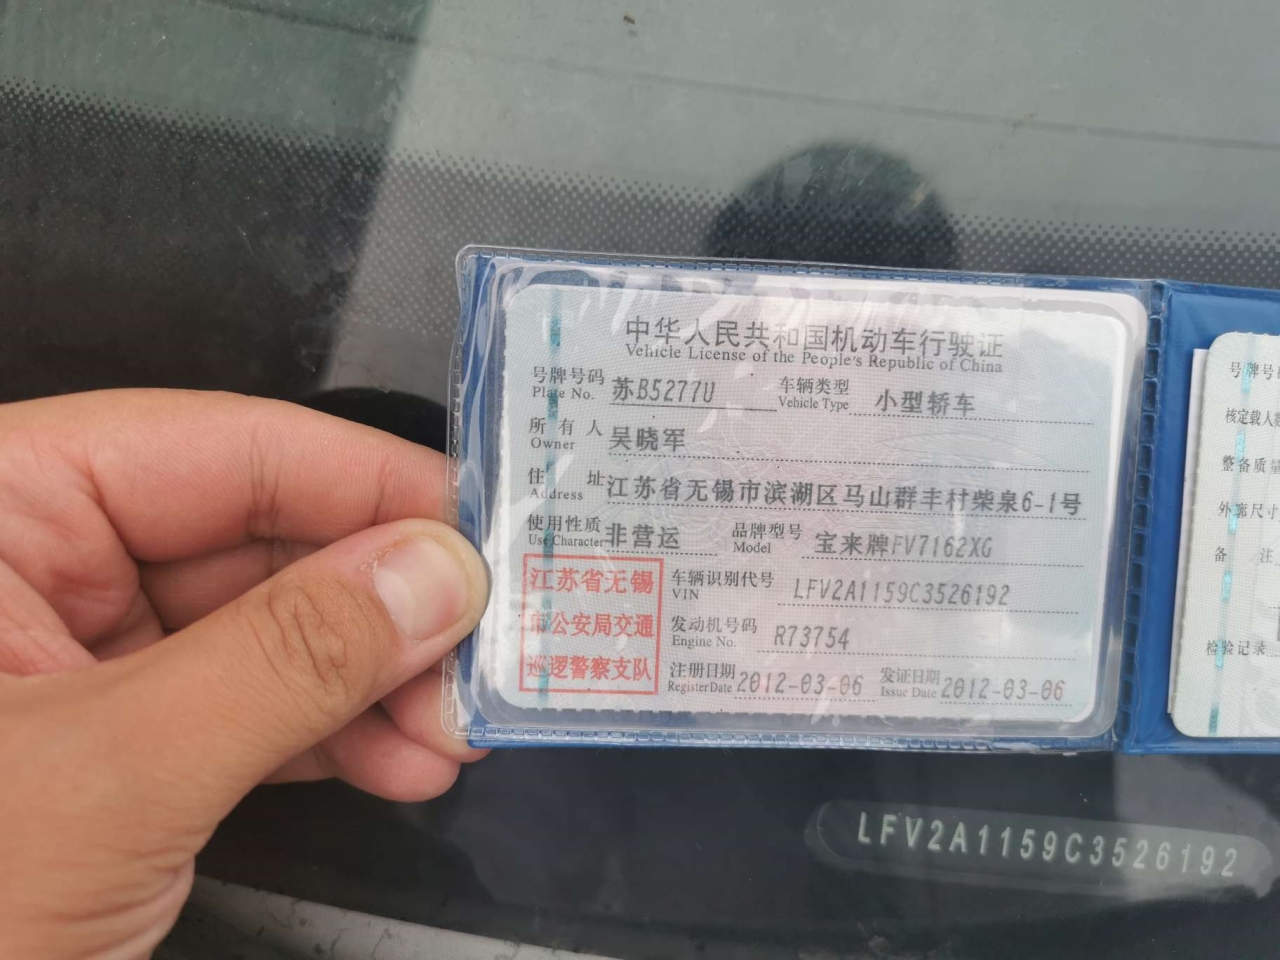 中华人民共和国机动车行驶证
Vehicle License of the People's Republic of China
号牌号码 苏B5277U 车辆类型 小型轿车
Plate No. Vehicle Type
所有人 吴晓军
Owner
住址 江苏省无锡市滨湖区马山群丰村柴泉6-1号
Address
使用性质 非营运 品牌型号 宝来牌FV7162XG
Use Character Model
江苏省无锡
市公安局交通
巡逻警察支队
车辆识别代号 LFV2A1159C3526192
VIN
发动机号码 R73754
Engine No.
注册日期 2012-03-06 发证日期 2012-03-06
Register Date Issue Date
号牌号
核定载人
整备质量
外廓尺寸
备注
检验记录
LFV2A1159C3526192